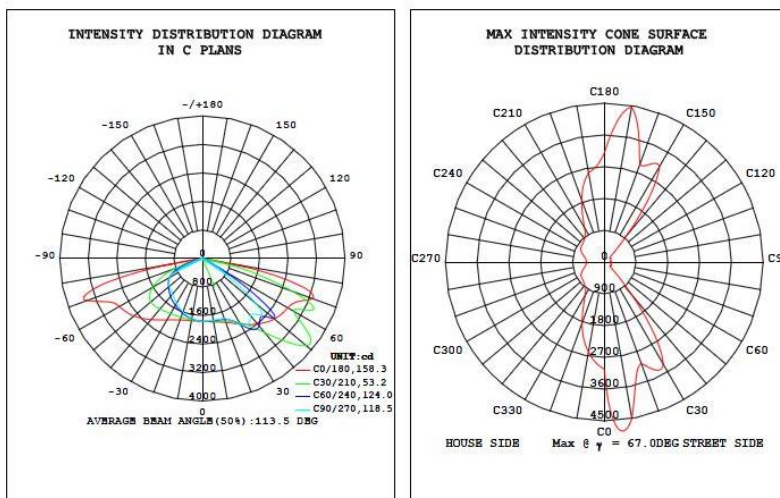 INTENSITY DISTRIBUTION DIAGRAM
IN C PLANS
-/+180
-150
150
-120
120
-90
90
0
800
1600
2400
3200
4000
-60
60
-30
0
UNIT:cd
C0/180,158.3
C30/210,53.2
C60/240,124.0
C90/270,118.5
AVERAGE BEAM ANGLE(50%):113.5 DEG
MAX INTENSITY CONE SURFACE
DISTRIBUTION DIAGRAM
C180
C210
C150
C240
C120
C270
C9
0
900
1800
2700
3600
4500
C300
C60
C330
C30
C0
HOUSE SIDE
Max @ γ = 67.0DEG STREET SIDE